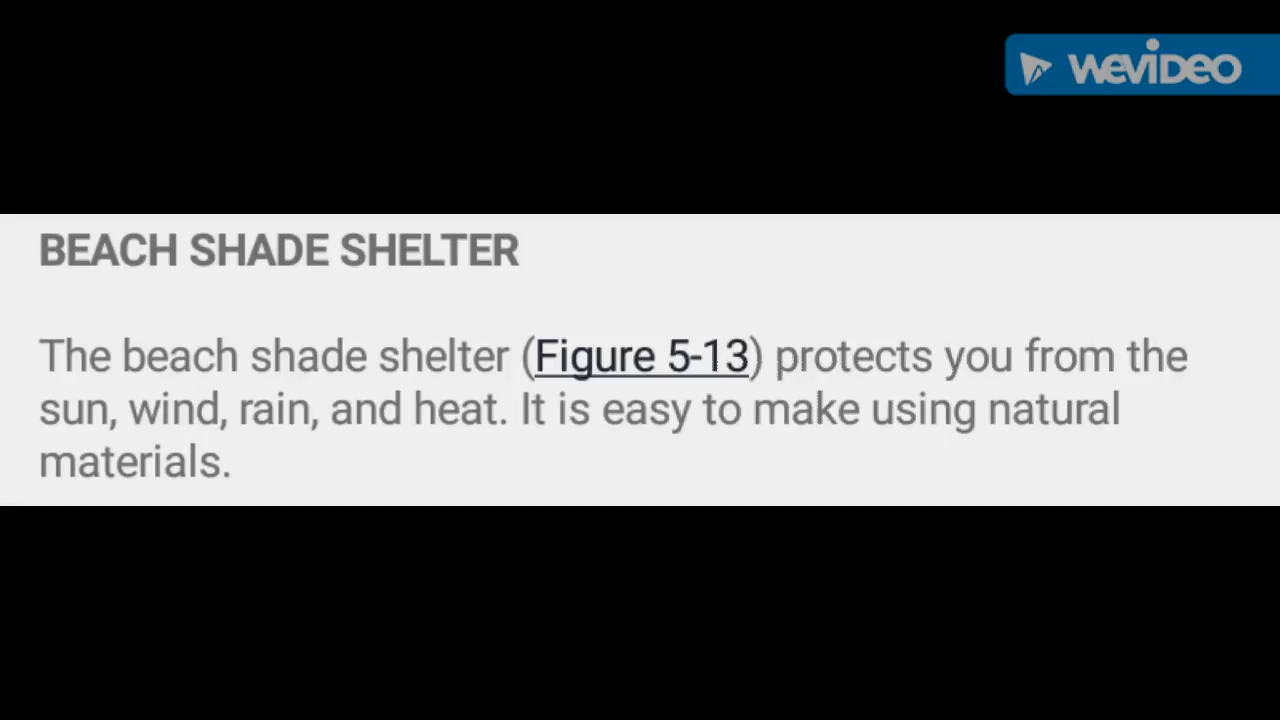 WEVIDEO
BEACH SHADE SHELTER
The beach shade shelter (Figure 5-13) protects you from the
sun, wind, rain, and heat. It is easy to make using natural
materials.